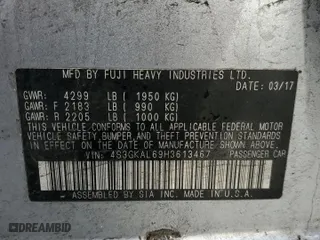 MFD BY FUJI HEAVY INDUSTRIES LTD.
GVWR: 4299 LB ( 1950 KG) DATE: 03/17
GAWR: F 2183 LB ( 990 KG)
GAWR: R 2205 LB ( 1000 KG)
THIS VEHICLE CONFORMS TO ALL APPLICABLE FEDERAL MOTOR
VEHICLE SAFETY, BUMPER, AND THEFT PREVENTION STANDARDS
IN EFFECT ON THE DATE OF MANUFACTURE SHOWN ABOVE.
VIN: 4S3GKAL69H3613467 PASSENGER CAR
ASSEMBLED BY SIA INC. MADE IN U.S.A.